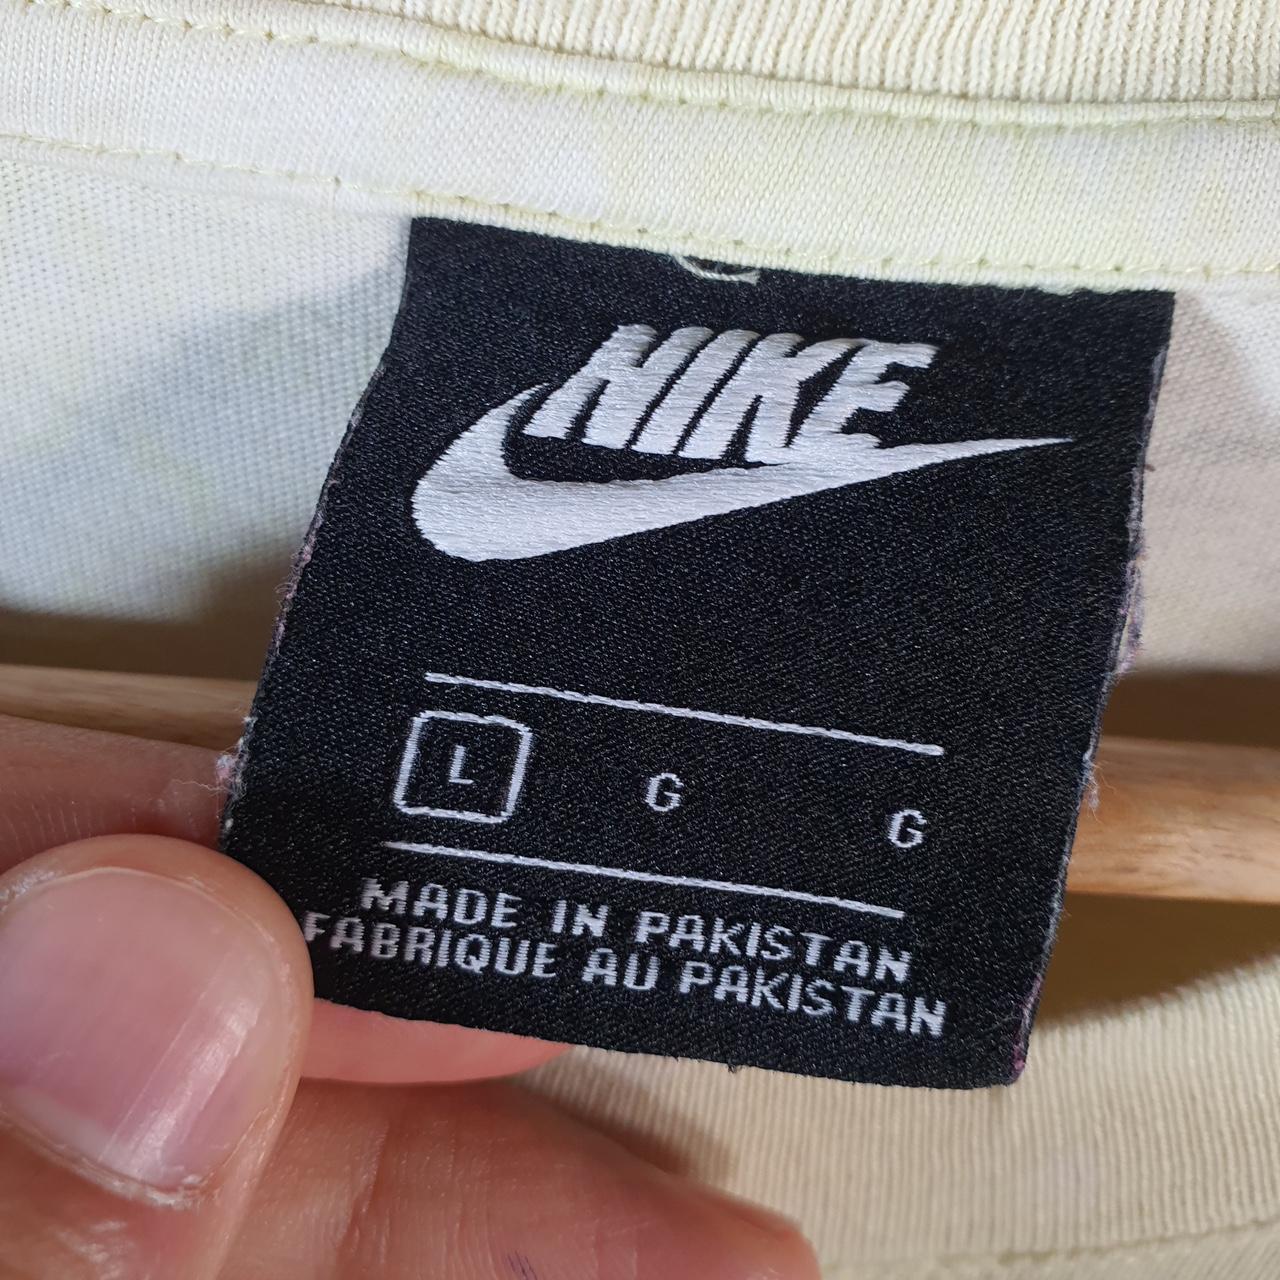 NIKE
L G G
MADE IN PAKISTAN
FABRIQUE AU PAKISTAN